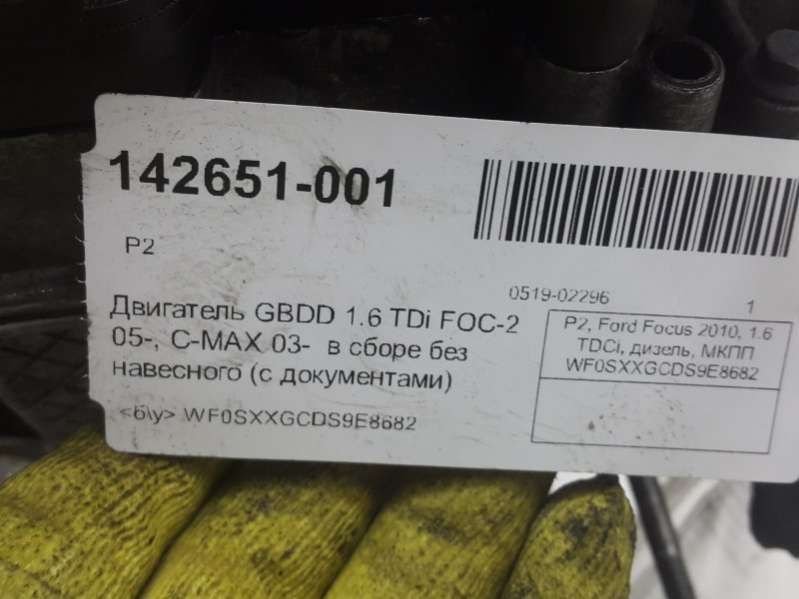 142651-001
P2
0519-02296
1
Двигатель GBDD 1.6 TDi FOC-2
05-, C-MAX 03- в сборе без
навесного (с документами)
<б\у> WF0SXXGCDS9E8682
P2, Ford Focus 2010, 1.6
TDCi, дизель, МКПП
WF0SXXGCDS9E8682